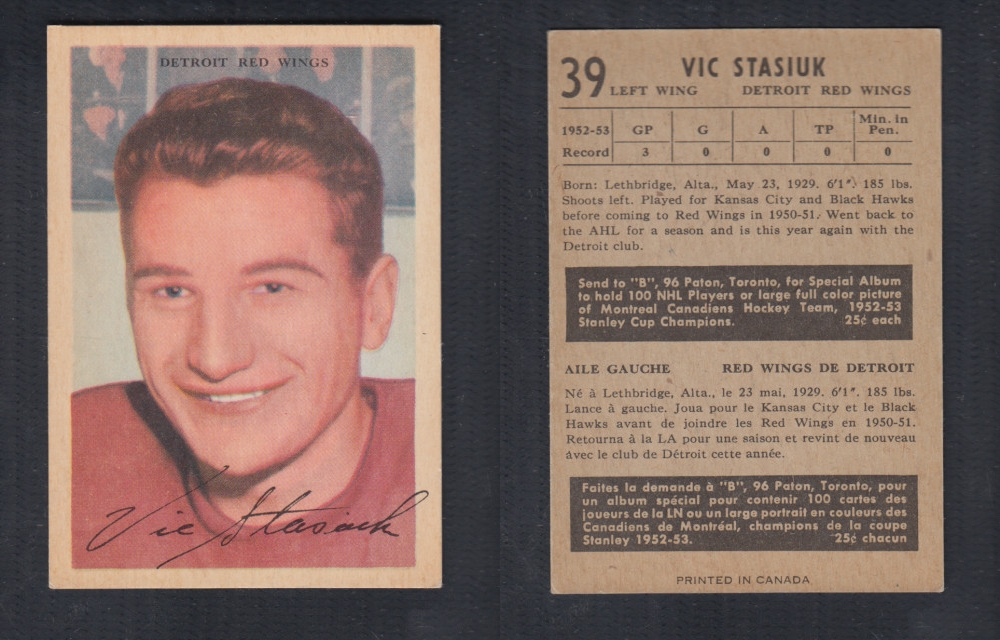 DETROIT RED WINGS
Vic Stasiuk
39 VIC STASIUK
LEFT WING DETROIT RED WINGS
1952-53 Record GP G A TP Min. in Pen.
3 0 0 0 0
Born: Lethbridge, Alta., May 23, 1929. 6'1". 185 lbs.
Shoots left. Played for Kansas City and Black Hawks
before coming to Red Wings in 1950-51. Went back to
the AHL for a season and is this year again with the
Detroit club.
Send to "B", 96 Paton, Toronto, for Special Album
to hold 100 NHL Players or large full color picture
of Montreal Canadiens Hockey Team, 1952-53
Stanley Cup Champions. 25¢ each
AILE GAUCHE RED WINGS DE DETROIT
Né à Lethbridge, Alta., le 23 mai, 1929. 6'1". 185 lbs.
Lance à gauche. Joua pour le Kansas City et le Black
Hawks avant de joindre les Red Wings en 1950-51.
Retourna à la LA pour une saison et revint de nouveau
avec le club de Détroit cette année.
Faites la demande à "B", 96 Paton, Toronto, pour
un album spécial pour contenir 100 cartes des
joueurs de la LN ou un large portrait en couleurs des
Canadiens de Montréal, champions de la coupe
Stanley 1952-53. 25¢ chacun
PRINTED IN CANADA